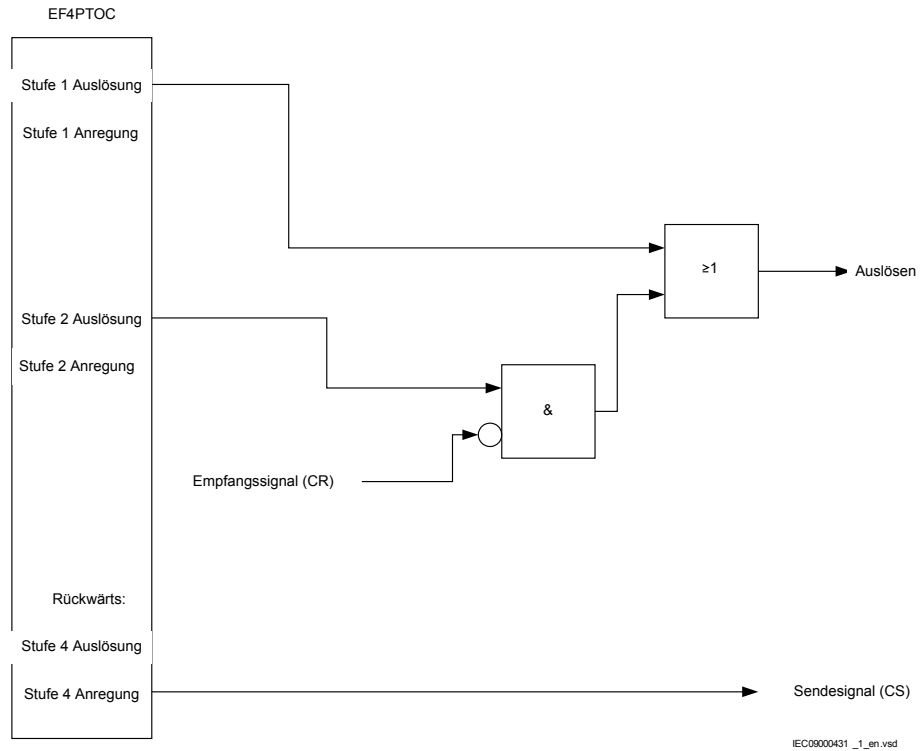 EF4PTOC
Stufe 1 Auslösung
Stufe 1 Anregung
≥1
Auslösen
Stufe 2 Auslösung
Stufe 2 Anregung
&
Empfangssignal (CR)
Rückwärts:
Stufe 4 Auslösung
Stufe 4 Anregung
Sendesignal (CS)
IEC09000431 _1_en.vsd